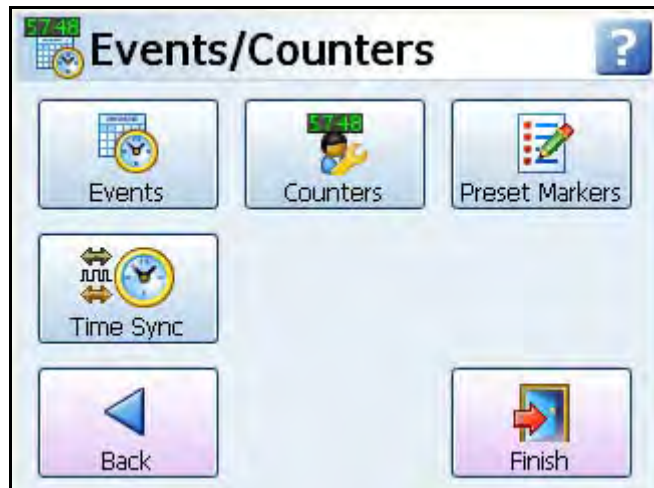 57:48
Events/Counters
?
57:48
Events
Counters
Preset Markers
Time Sync
Back
Finish